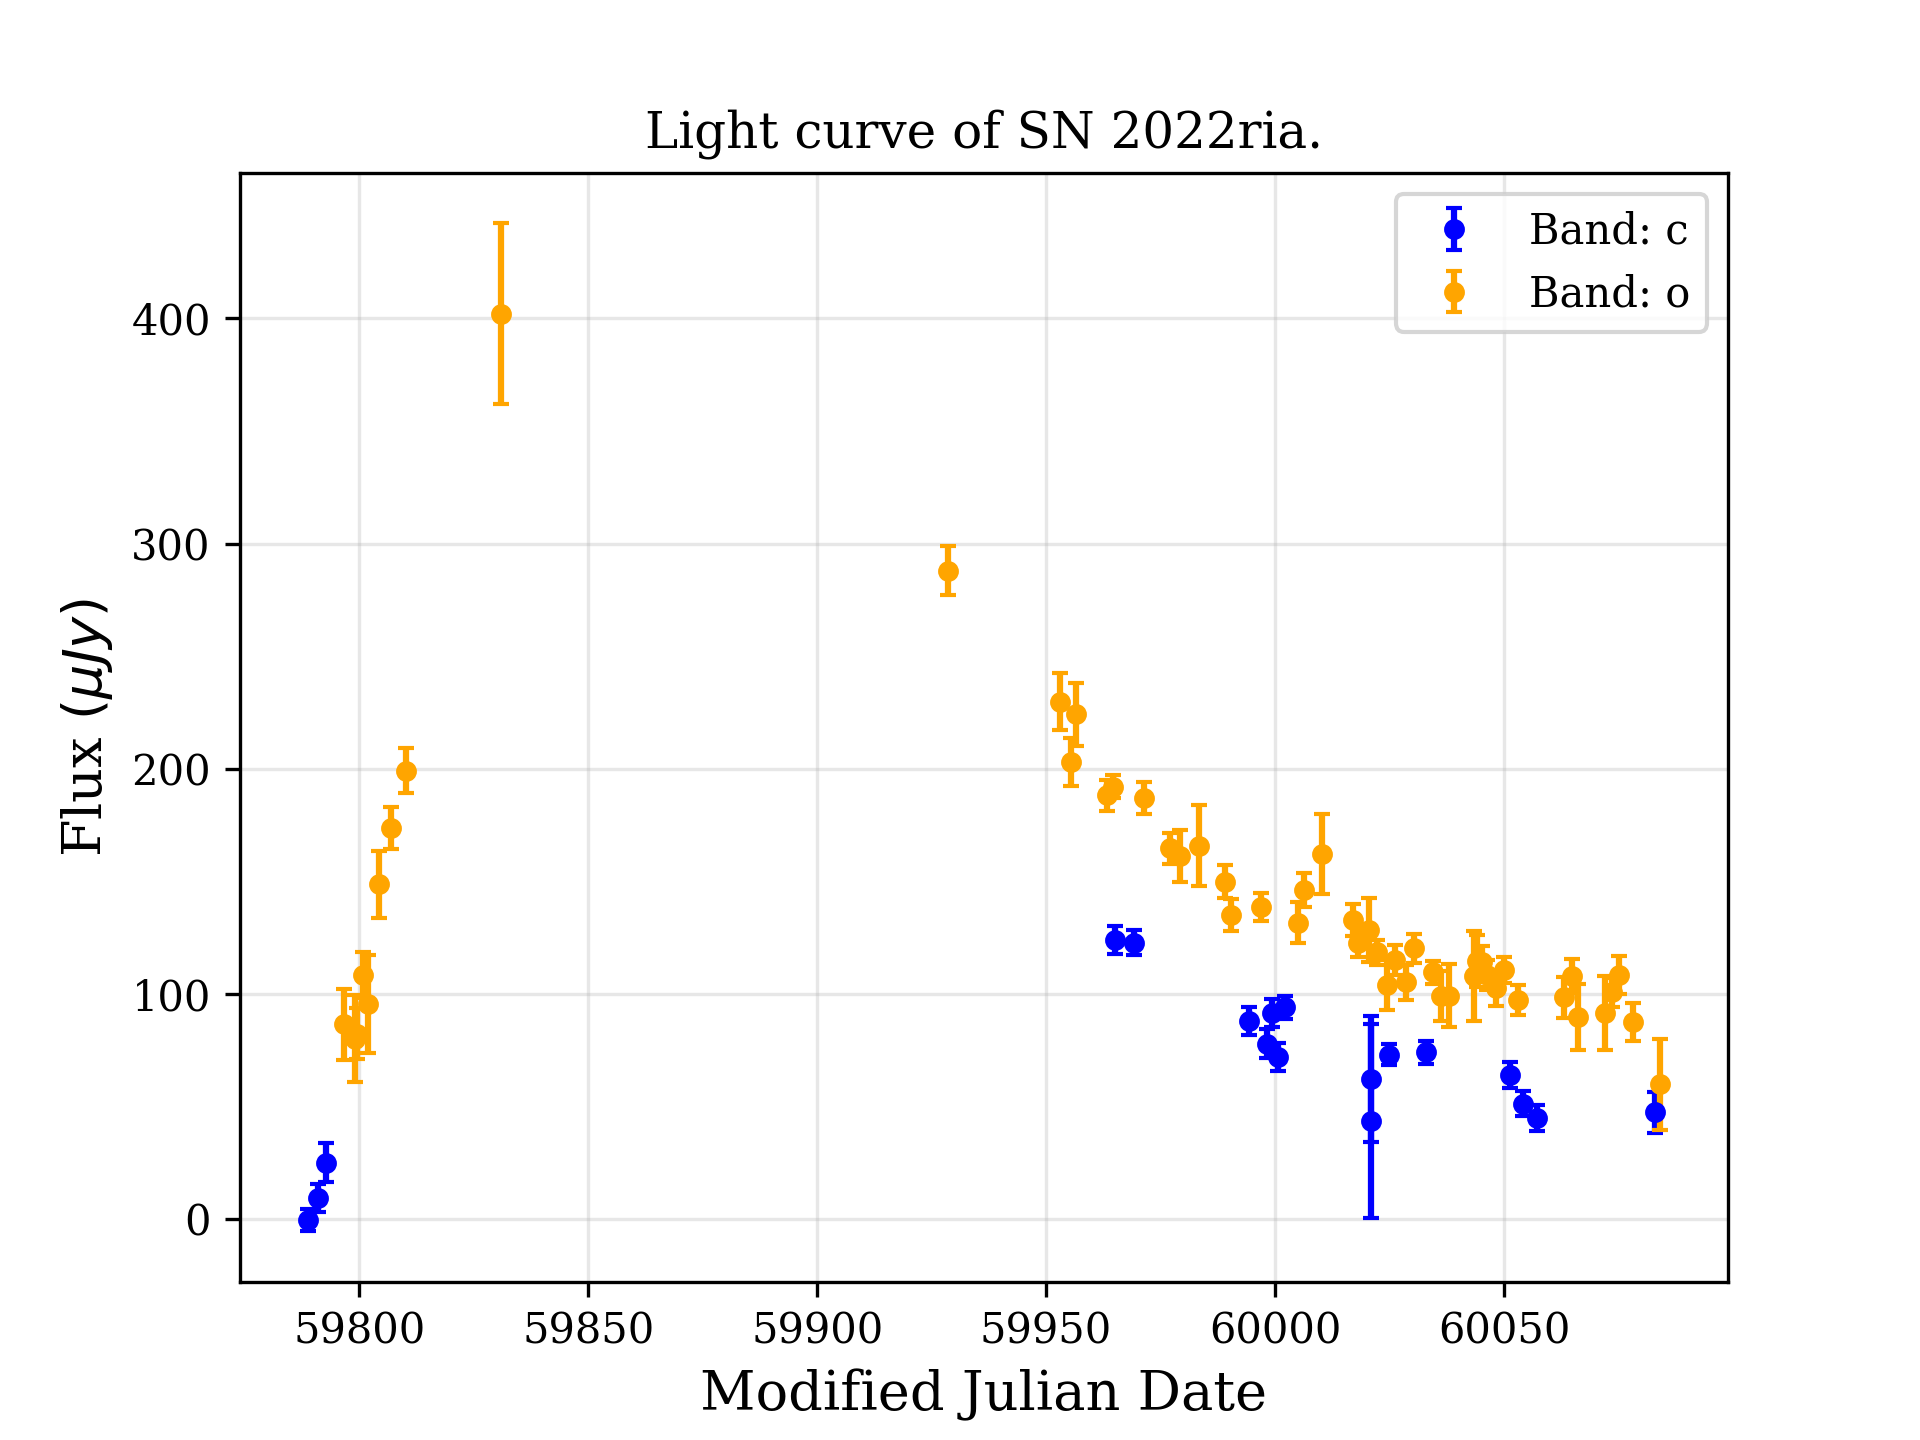 Light curve of SN 2022ria.
Band: c
Band: o
Flux (μJy)
400
300
200
100
0
59800 59850 59900 59950 60000 60050
Modified Julian Date